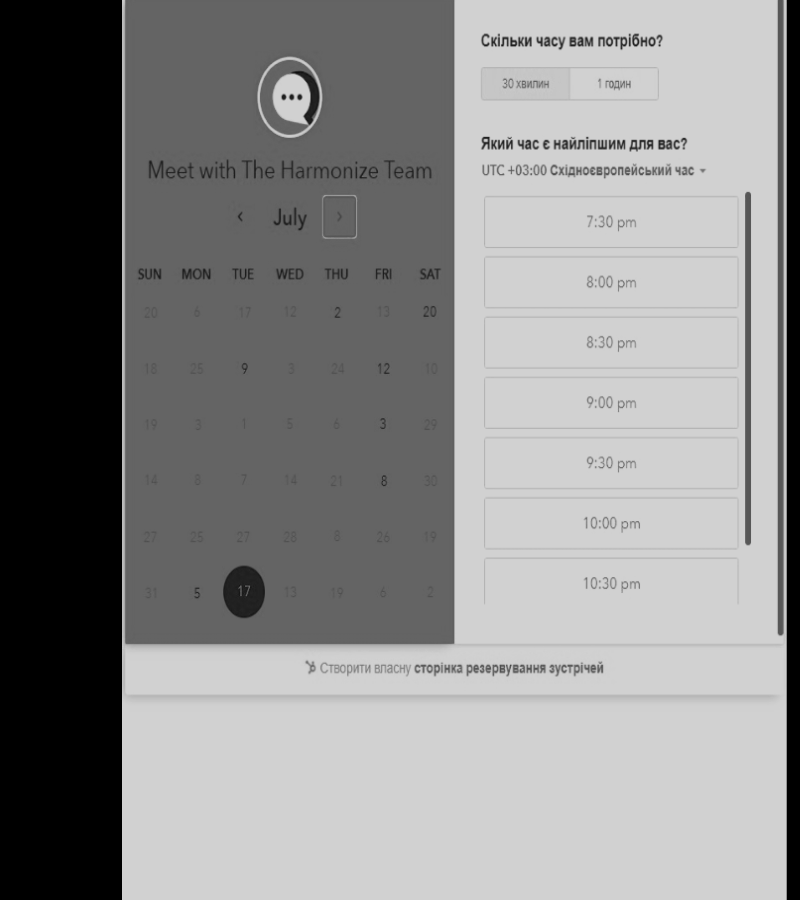 Meet with The Harmonize Team
July
SUN MON TUE WED THU FRI SAT
20 6 17 12 2 13 20
18 25 9 3 24 12 10
19 3 1 5 6 3 29
14 8 7 14 21 8 30
27 25 27 28 8 26 19
31 5 17 13 19 6 2
Скільки часу вам потрібно?
30 хвилин 1 годин
Який час є найліпшим для вас?
UTC +03:00 Східноєвропейський час
7:30 pm
8:00 pm
8:30 pm
9:00 pm
9:30 pm
10:00 pm
10:30 pm
Створити власну сторінка резервування зустрічей